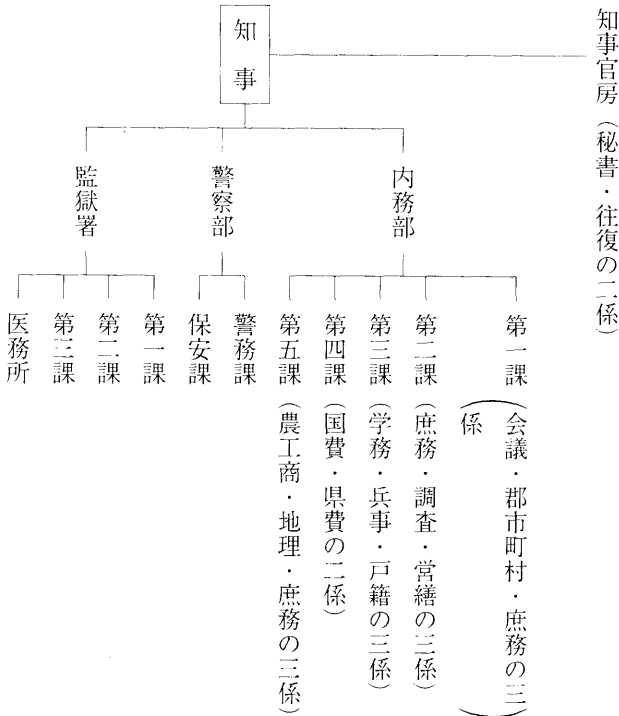 知事官房（秘書・往復の二係）
知事
内務部
第一課（会議・郡市町村・庶務の三
係）
第二課（庶務・調査・営繕の三係）
第三課（学務・兵事・戸籍の三係）
第四課（国費・県費の二係）
第五課（農工商・地理・庶務の三係）
警察部
警務課
保安課
監獄署
第一課
第二課
第三課
医務所